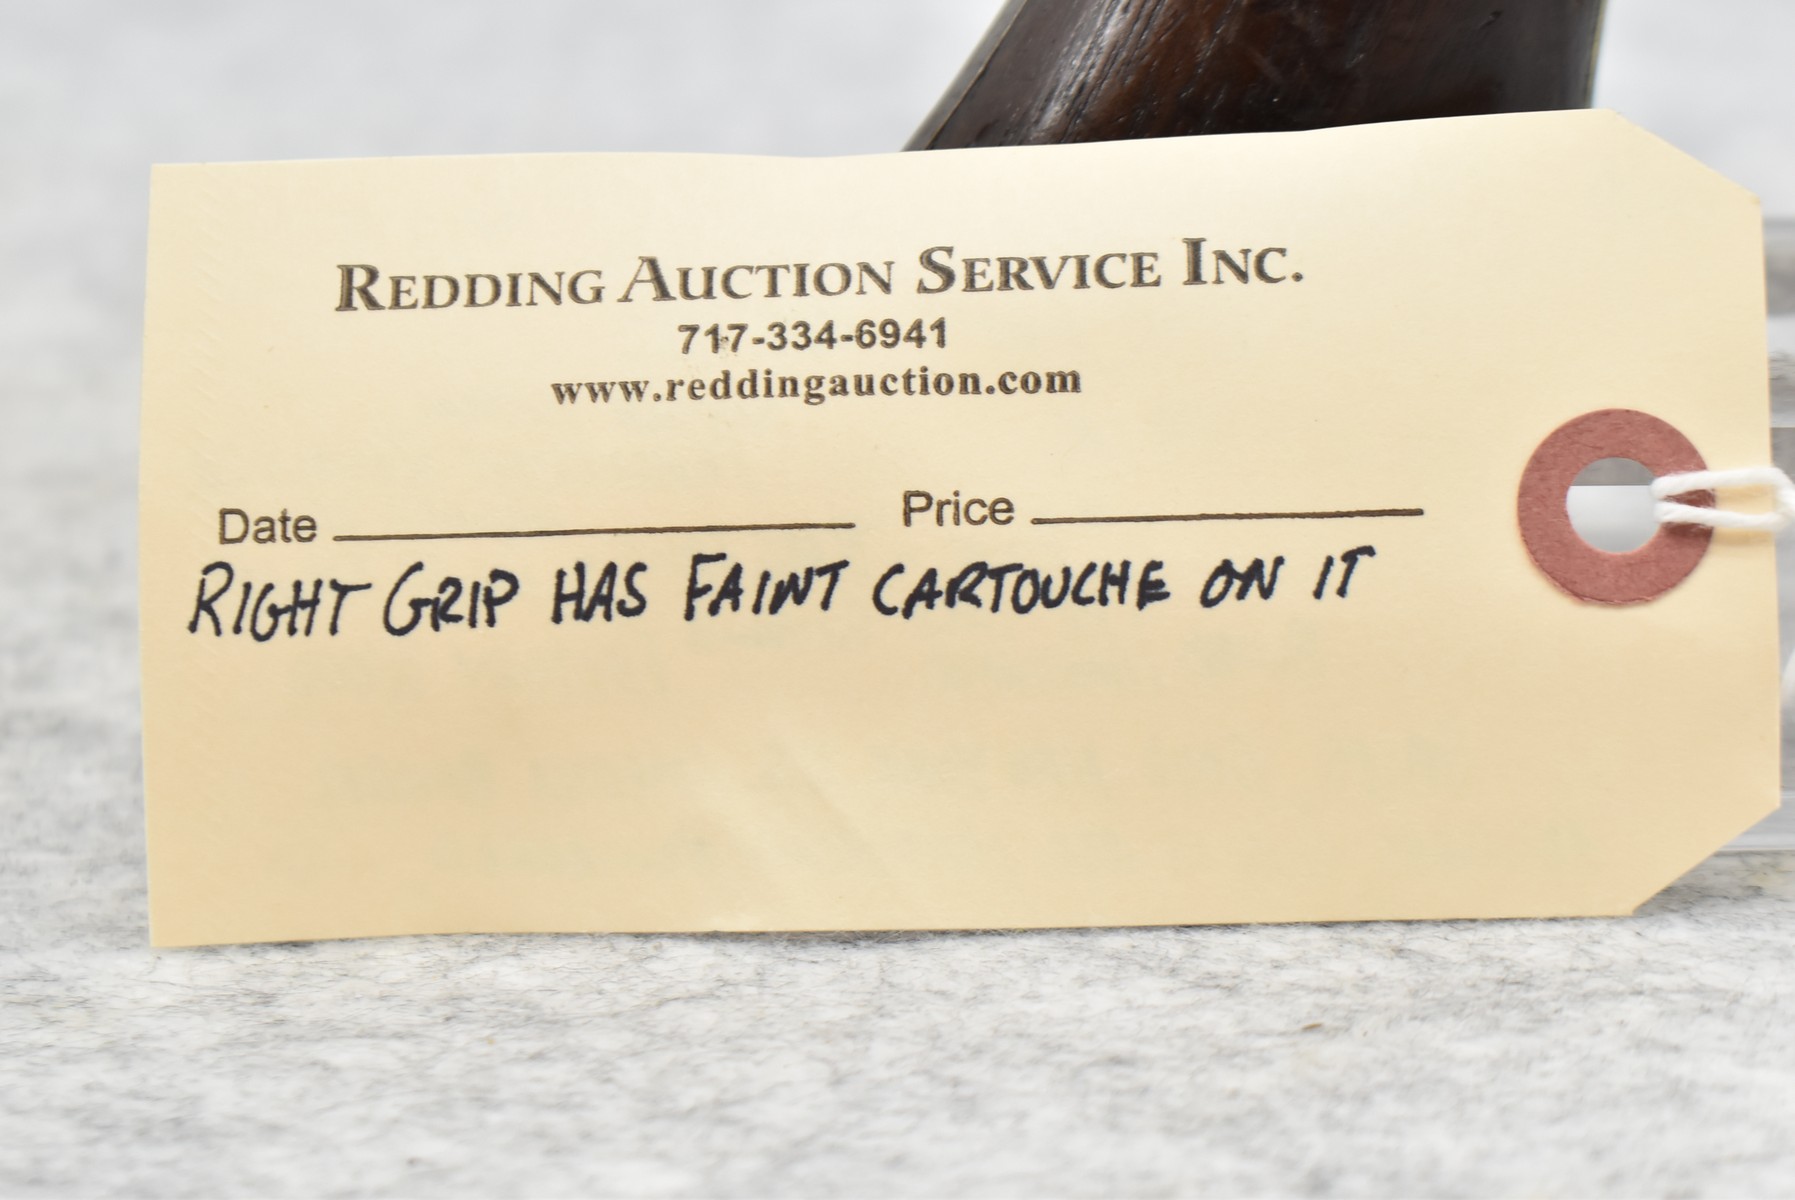 REDDING AUCTION SERVICE INC.
717-334-6941
www.reddingauction.com
Date Price
RIGHT GRIP HAS FAINT CARTOUCHE ON IT